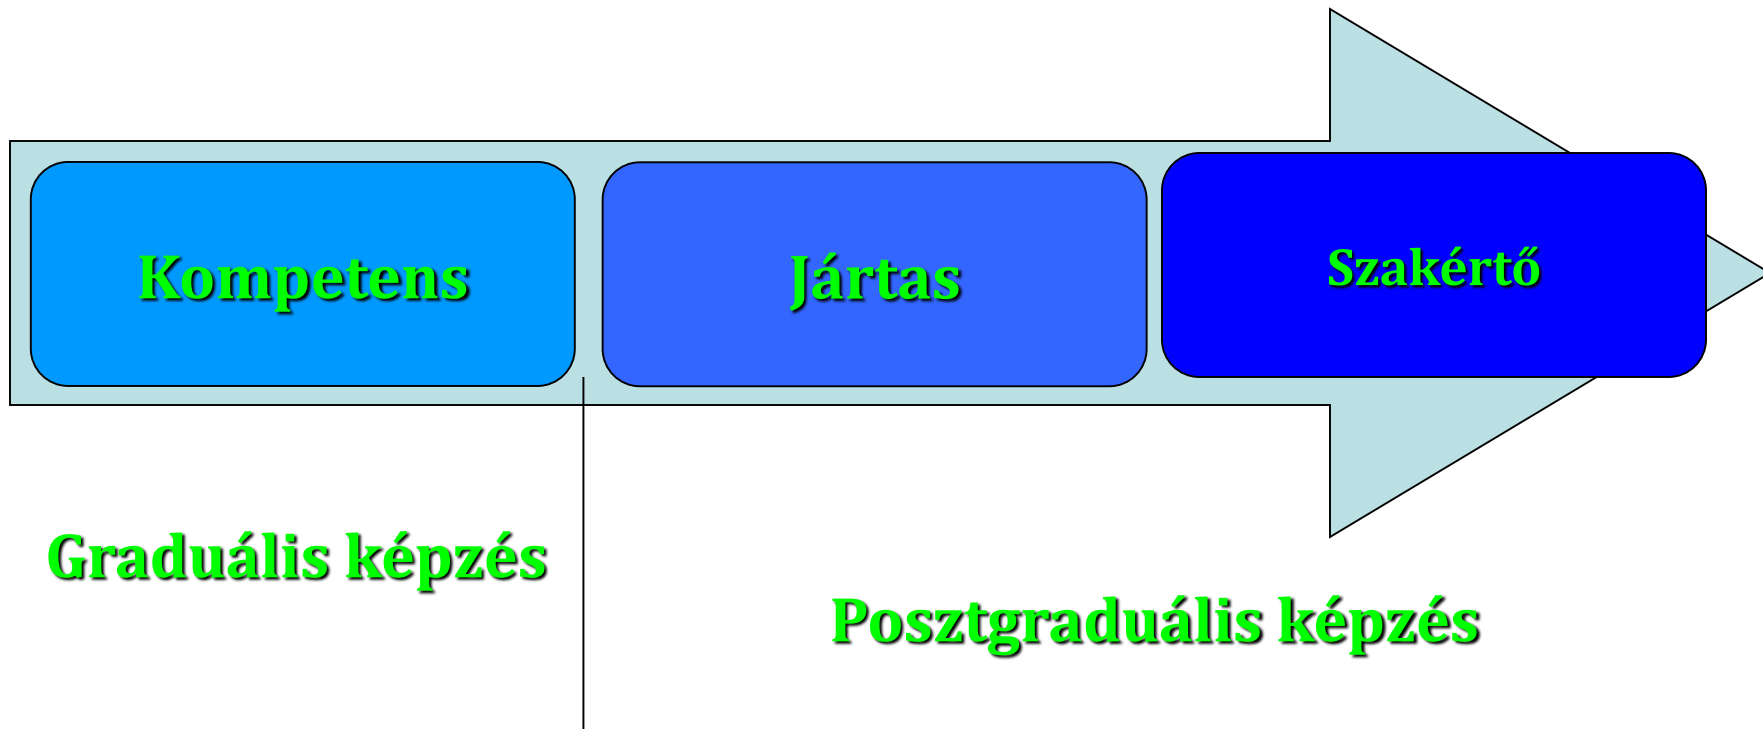 Kompetens
Jártas
Szakértő
Graduális képzés
Posztgraduális képzés